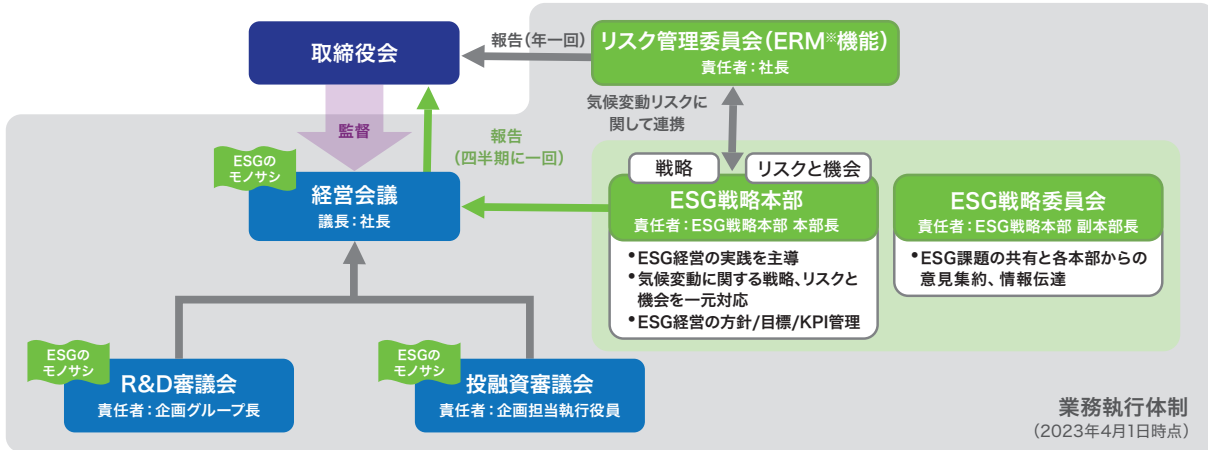 取締役会
報告(年一回)
リスク管理委員会(ERM※機能)
責任者:社長
監督
報告
(四半期に一回)
気候変動リスクに
関して連携
ESGの
モノサシ
経営会議
議長:社長
戦略
リスクと機会
ESG戦略本部
責任者:ESG戦略本部 本部長
•ESG経営の実践を主導
•気候変動に関する戦略、リスクと
機会を一元対応
•ESG経営の方針/目標/KPI管理
ESG戦略委員会
責任者:ESG戦略本部 副本部長
•ESG課題の共有と各本部からの
意見集約、情報伝達
ESGの
モノサシ
R&D審議会
責任者:企画グループ長
ESGの
モノサシ
投融資審議会
責任者:企画担当執行役員
業務執行体制
(2023年4月1日時点)